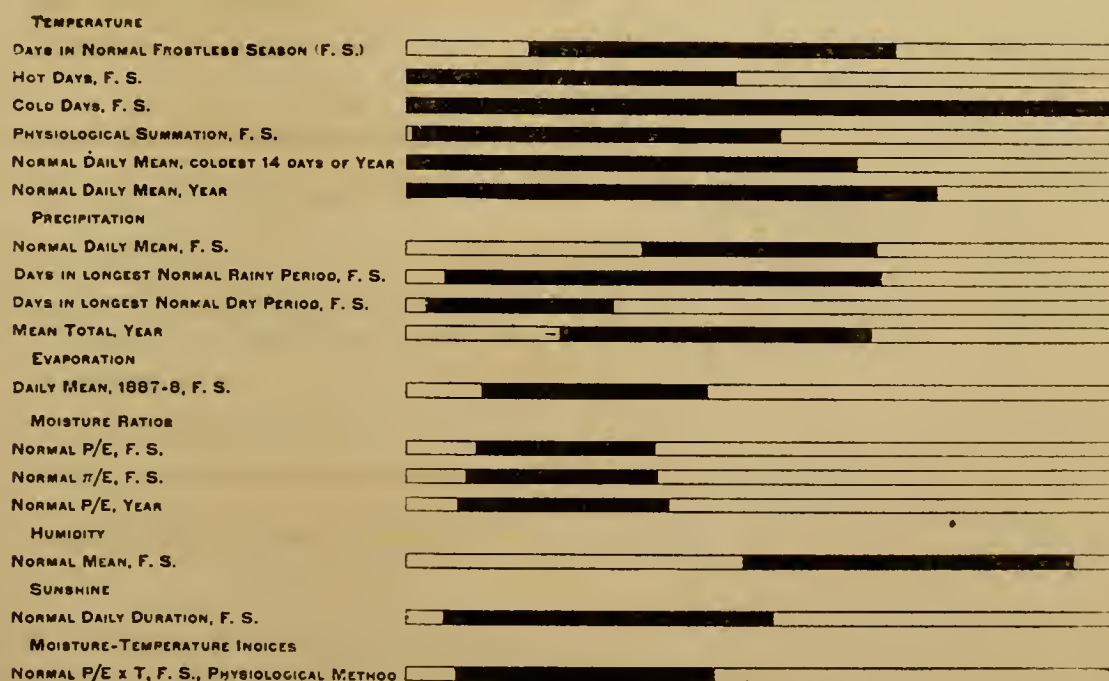 TEMPERATURE
DAYS IN NORMAL FROSTLESS SEASON (F. S.)
HOT DAYS, F. S.
COLD DAYS, F. S.
PHYSIOLOGICAL SUMMATION, F. S.
NORMAL DAILY MEAN, COLDEST 14 DAYS OF YEAR
NORMAL DAILY MEAN, YEAR
PRECIPITATION
NORMAL DAILY MEAN, F. S.
DAYS IN LONGEST NORMAL RAINY PERIOD, F. S.
DAYS IN LONGEST NORMAL DRY PERIOD, F. S.
MEAN TOTAL, YEAR
EVAPORATION
DAILY MEAN, 1887-8, F. S.
MOISTURE RATIOS
NORMAL P/E, F. S.
NORMAL π/E, F. S.
NORMAL P/E, YEAR
HUMIDITY
NORMAL MEAN, F. S.
SUNSHINE
NORMAL DAILY DURATION, F. S.
MOISTURE-TEMPERATURE INDICES
NORMAL P/E x T, F. S., PHYSIOLOGICAL METHOD